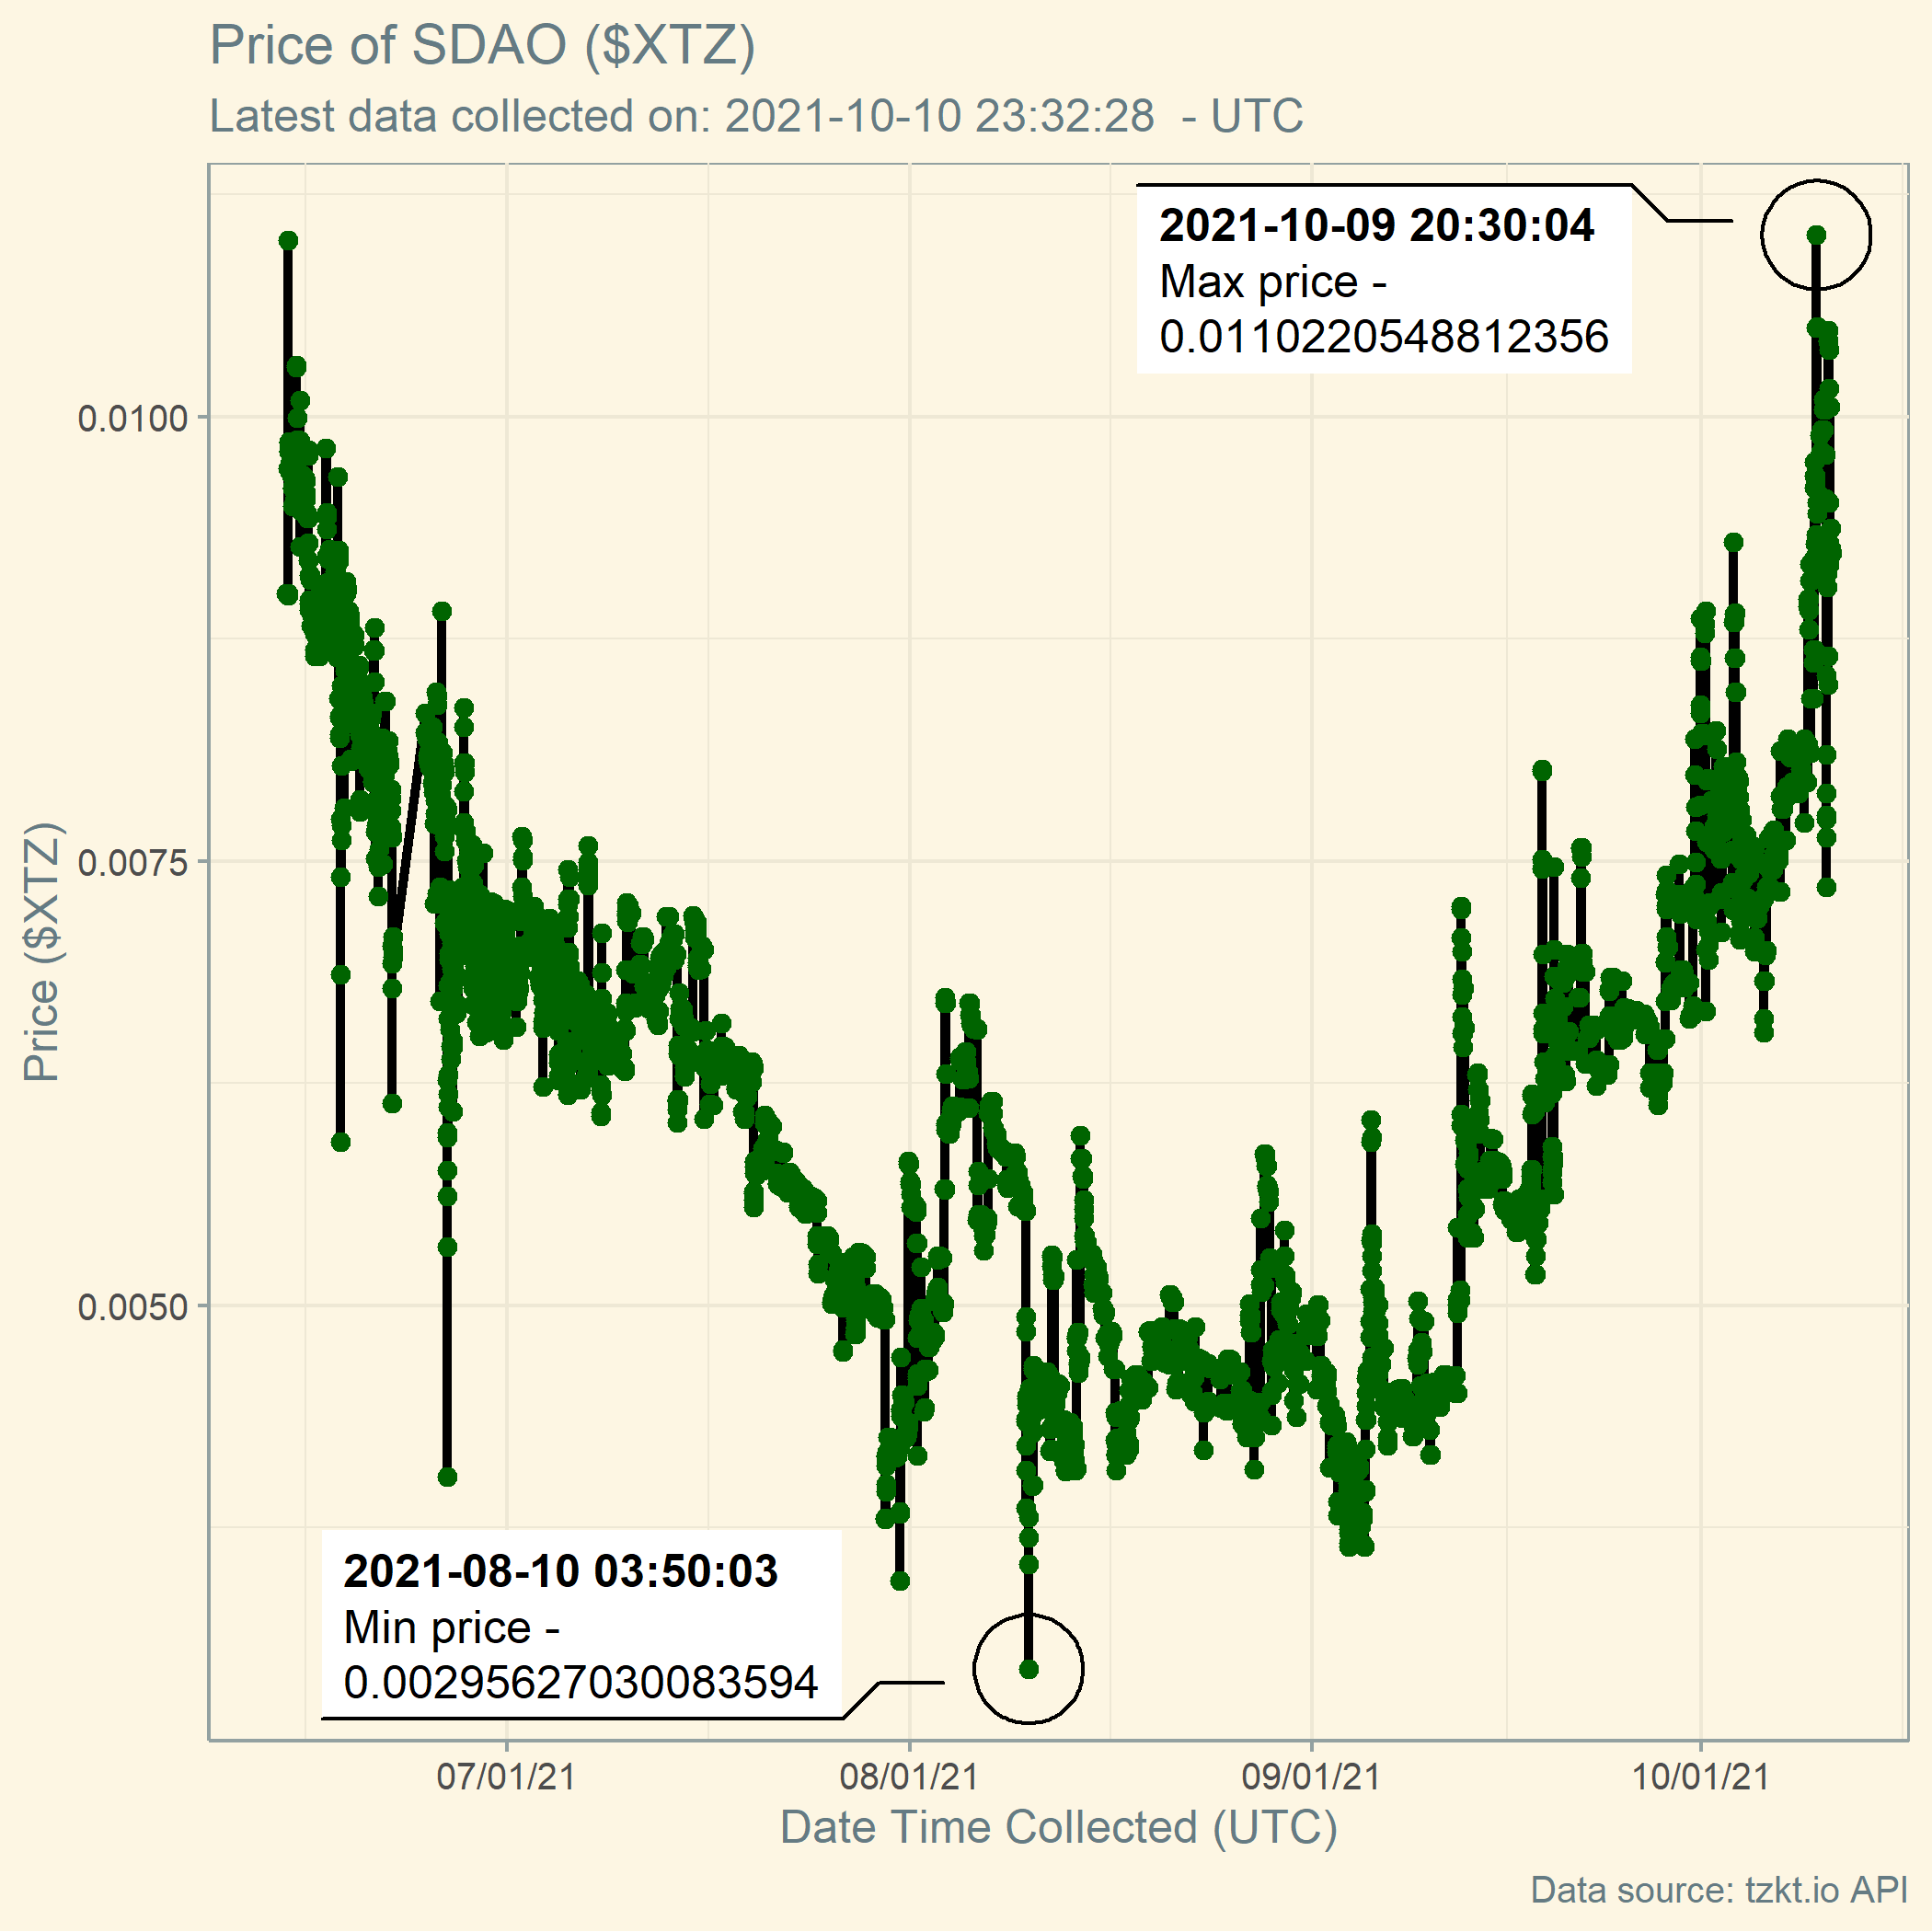 Price of SDAO ($XTZ)
Latest data collected on: 2021-10-10 23:32:28  - UTC
2021-10-09 20:30:04
Max price -
0.0110220548812356
0.0100
0.0075
0.0050
Price ($XTZ)
2021-08-10 03:50:03
Min price -
0.00295627030083594
07/01/21
08/01/21
09/01/21
10/01/21
Date Time Collected (UTC)
Data source: tzkt.io API